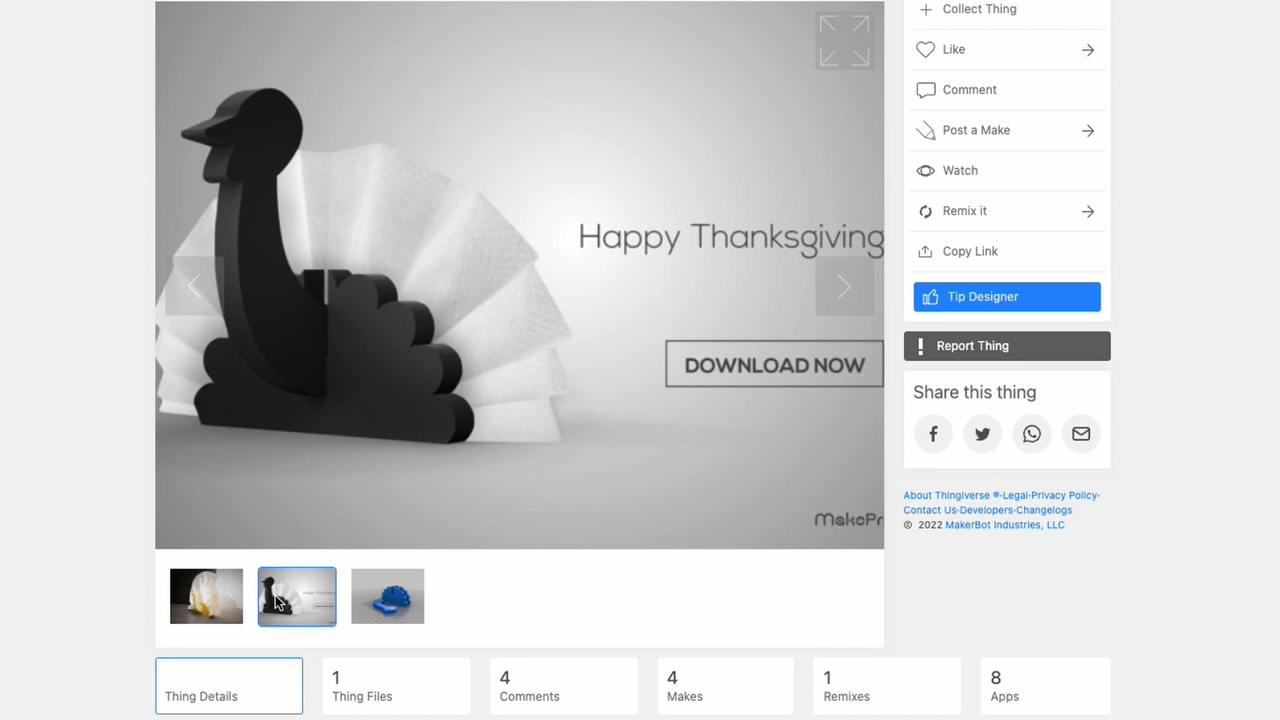 Collect Thing
Like
Comment
Post a Make
Watch
Remix it
Copy Link
Tip Designer
Report Thing
Share this thing
About Thingiverse ®·Legal·Privacy Policy·
Contact Us·Developers·Changelogs
© 2022 MakerBot Industries, LLC
Happy Thanksgiving
DOWNLOAD NOW
MakePr
Thing Details
1
Thing Files
4
Comments
4
Makes
1
Remixes
8
Apps